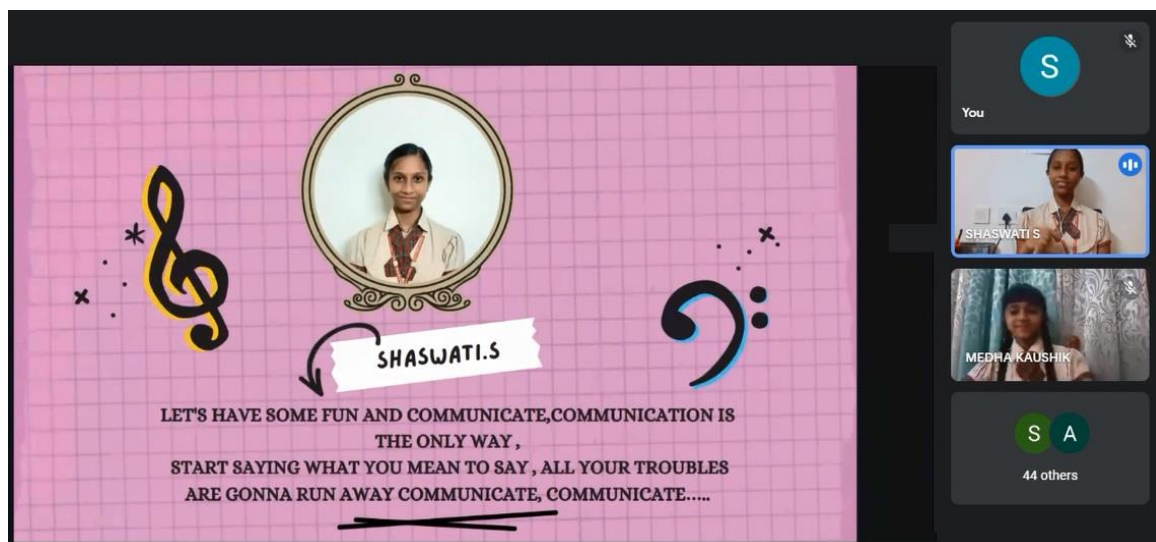 SHASWATI.S
LET'S HAVE SOME FUN AND COMMUNICATE,COMMUNICATION IS
THE ONLY WAY ,
START SAYING WHAT YOU MEAN TO SAY , ALL YOUR TROUBLES
ARE GONNA RUN AWAY COMMUNICATE, COMMUNICATE.....
S
You
SHASWATI S
MEDHA KAUSHIK
S A
44 others